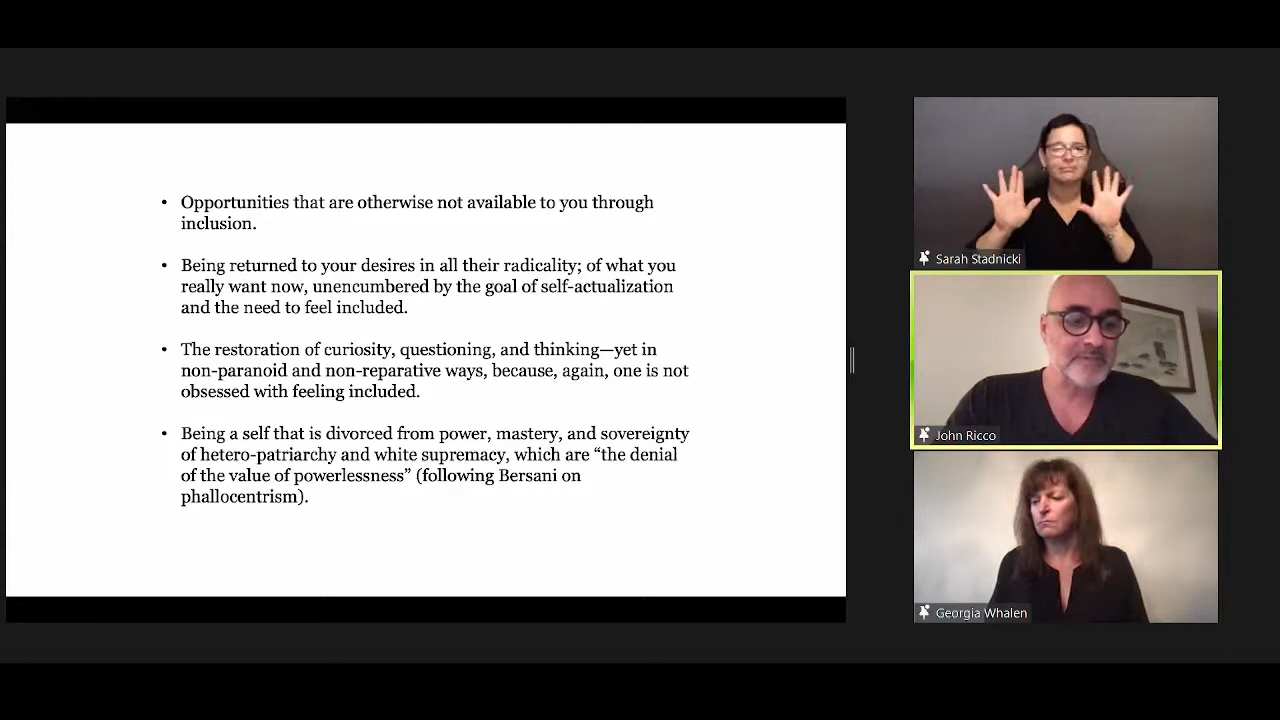 • Opportunities that are otherwise not available to you through
inclusion.
• Being returned to your desires in all their radicality; of what you
really want now, unencumbered by the goal of self-actualization
and the need to feel included.
• The restoration of curiosity, questioning, and thinking—yet in
non-paranoid and non-reparative ways, because, again, one is not
obsessed with feeling included.
• Being a self that is divorced from power, mastery, and sovereignty
of hetero-patriarchy and white supremacy, which are “the denial
of the value of powerlessness” (following Bersani on
phallocentrism).
Sarah Stadnicki
John Ricco
Georgia Whalen